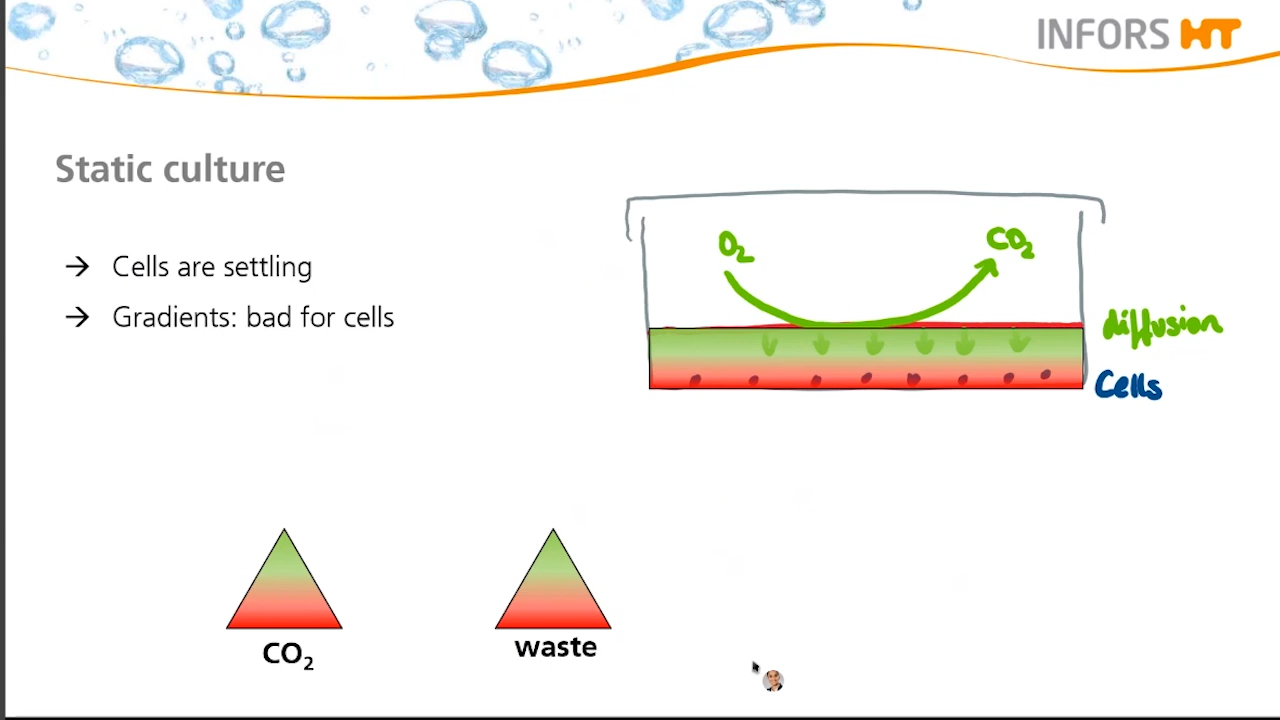 INFORS HT
Static culture
→ Cells are settling
→ Gradients: bad for cells
O₂
CO₂
diffusion
Cells
CO₂
waste